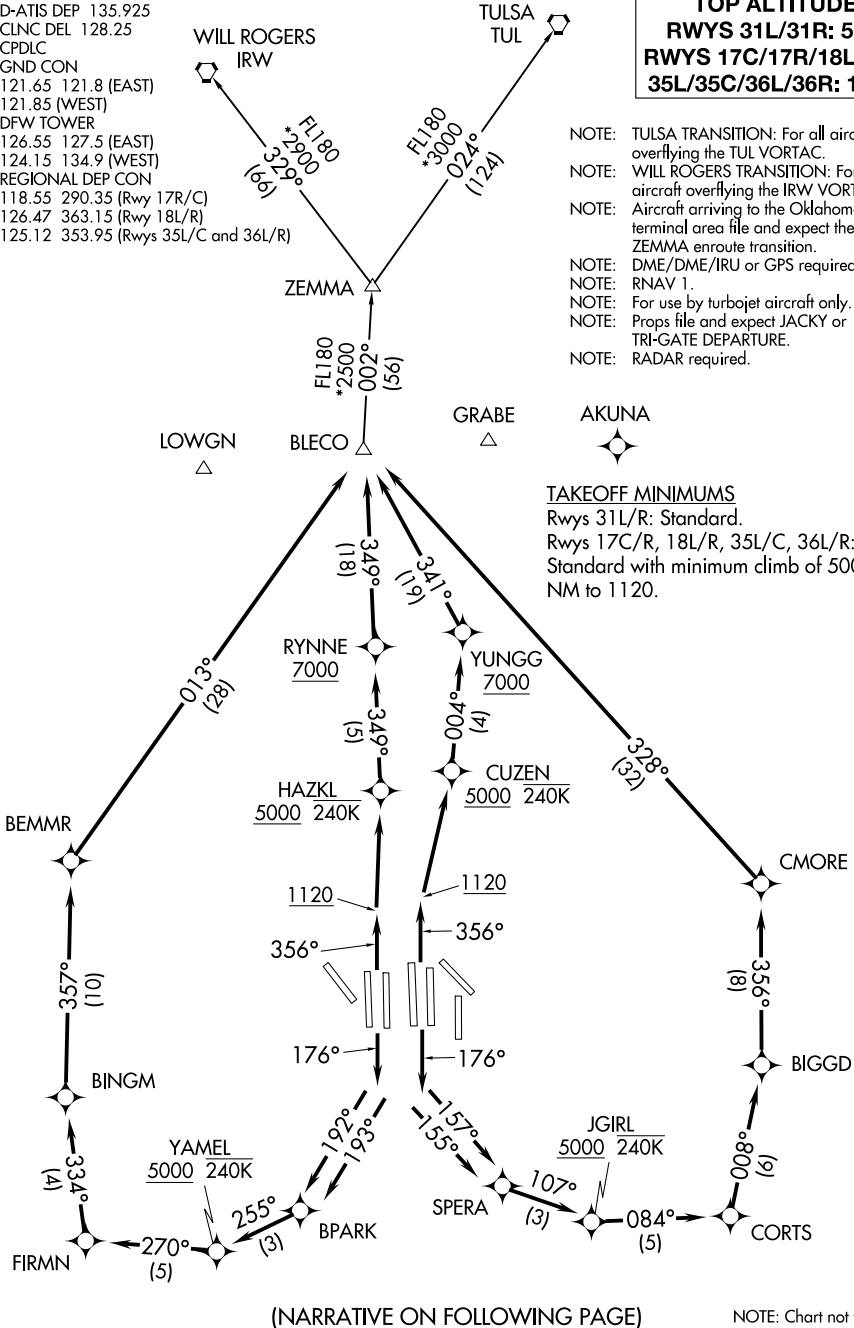 D-ATIS DEP 135.925
CLNC DEL 128.25
CPDLC
GND CON
121.65 121.8 (EAST)
121.85 (WEST)
DFW TOWER
126.55 127.5 (EAST)
124.15 134.9 (WEST)
REGIONAL DEP CON
118.55 290.35 (Rwy 17R/C)
126.47 363.15 (Rwy 18L/R)
125.12 353.95 (Rwys 35L/C and 36L/R)
WILL ROGERS
IRW
TULSA
TUL
TOP ALTITUDE
RWYS 31L/31R: 5
RWYS 17C/17R/18L
35L/35C/36L/36R: 1
FL180
*2900
329°
(66)
FL180
*3000
024°
(124)
NOTE: TULSA TRANSITION: For all airc
overflying the TUL VORTAC.
NOTE: WILL ROGERS TRANSITION: For
aircraft overflying the IRW VORT
NOTE: Aircraft arriving to the Oklahom
terminal area file and expect the
ZEMMA enroute transition.
NOTE: DME/DME/IRU or GPS required
NOTE: RNAV 1.
NOTE: For use by turbojet aircraft only.
NOTE: Props file and expect JACKY or
TRI-GATE DEPARTURE.
NOTE: RADAR required.
ZEMMA
FL180
*2500
002°
(56)
LOWGN
BLECO
GRABE
AKUNA
TAKEOFF MINIMUMS
Rwys 31L/R: Standard.
Rwys 17C/R, 18L/R, 35L/C, 36L/R:
Standard with minimum climb of 500
NM to 1120.
013°
(28)
349°
(18)
341°
(19)
328°
(32)
RYNNE
7000
YUNGG
7000
349°
(5)
004°
(4)
HAZKL
5000 240K
CUZEN
5000 240K
BEMMR
CMORE
1120
1120
356°
356°
357°
(10)
356°
(8)
176°
176°
BINGM
BIGGD
192°
193°
157°
155°
YAMEL
5000 240K
JGIRL
5000 240K
334°
(4)
255°
(3)
BPARK
SPERA
107°
(3)
008°
(6)
FIRMN
270°
(5)
084°
(5)
CORTS
(NARRATIVE ON FOLLOWING PAGE)
NOTE: Chart not